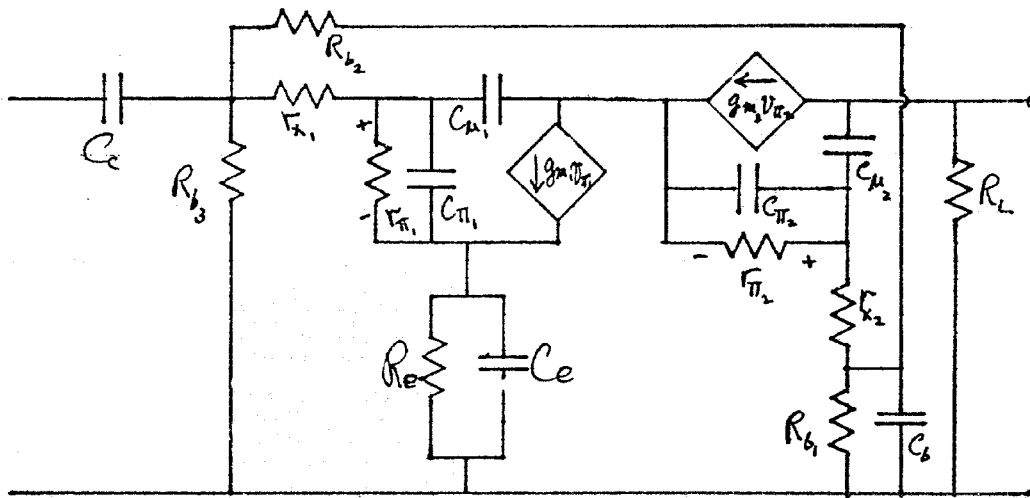 R_b₂
g_m₂ v_π₂
C_c
r_x₁
+
-
r_π₁
C_π₁
C_μ₁
↓g_m₁ v_π₁
R_b₃
C_π₂
C_μ₂
R_L
-
+
r_π₂
r_x₂
R_e
C_e
R_b₁
C_b